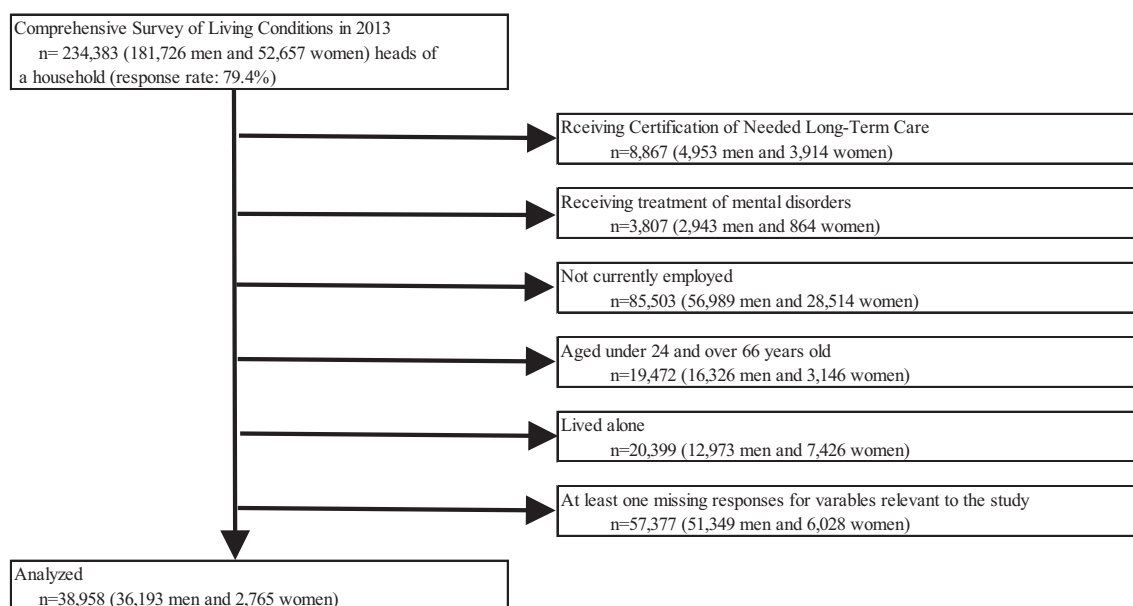 Comprehensive Survey of Living Conditions in 2013
n= 234,383 (181,726 men and 52,657 women) heads of
a household (response rate: 79.4%)
Rceiving Certification of Needed Long-Term Care
n=8,867 (4,953 men and 3,914 women)
Receiving treatment of mental disorders
n=3,807 (2,943 men and 864 women)
Not currently employed
n=85,503 (56,989 men and 28,514 women)
Aged under 24 and over 66 years old
n=19,472 (16,326 men and 3,146 women)
Lived alone
n=20,399 (12,973 men and 7,426 women)
At least one missing responses for varables relevant to the study
n=57,377 (51,349 men and 6,028 women)
Analyzed
n=38,958 (36,193 men and 2,765 women)